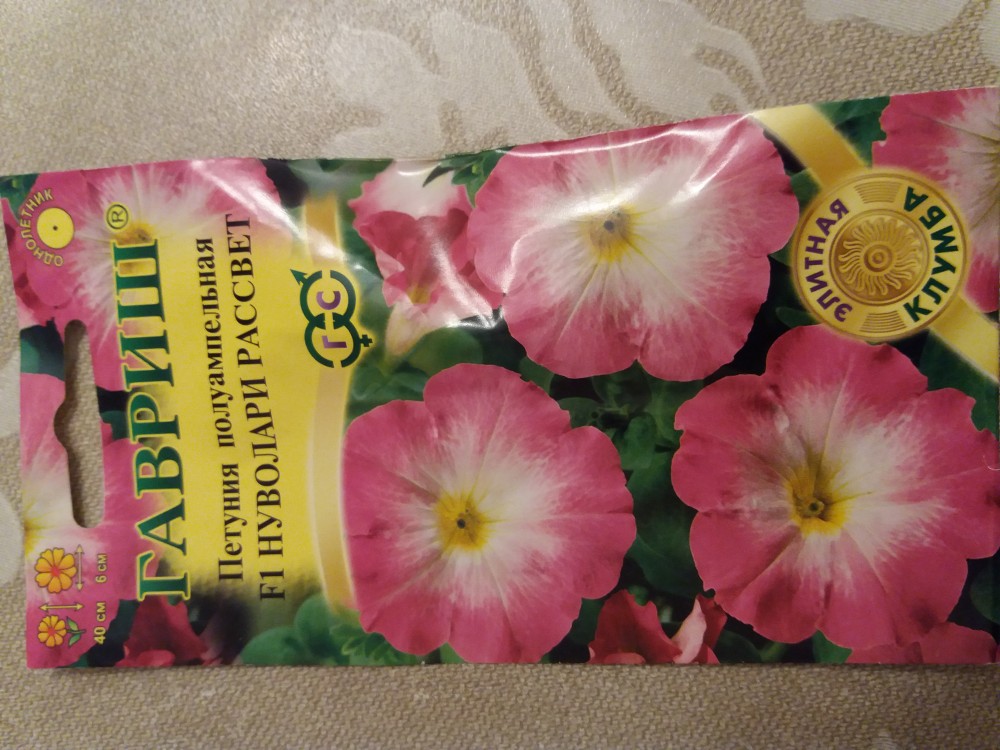 ОДНОЛЕТНИК
ГАВРИШ®
Петуния полуампельная
F1 НУВОЛАРИ РАССВЕТ
ГС
ЭЛИТНАЯ
КЛУМБА
40 см
6 см